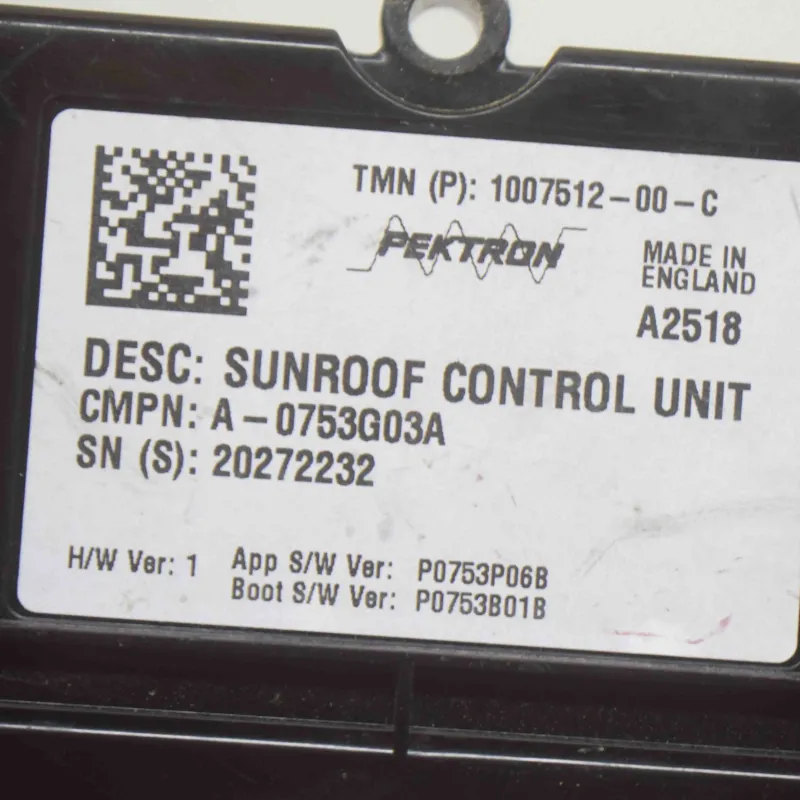 TMN (P): 1007512-00-C
PEKTRON
MADE IN
ENGLAND
A2518
DESC: SUNROOF CONTROL UNIT
CMPN: A-0753G03A
SN (S): 20272232
H/W Ver: 1 App S/W Ver: P0753P06B
Boot S/W Ver: P0753B01B